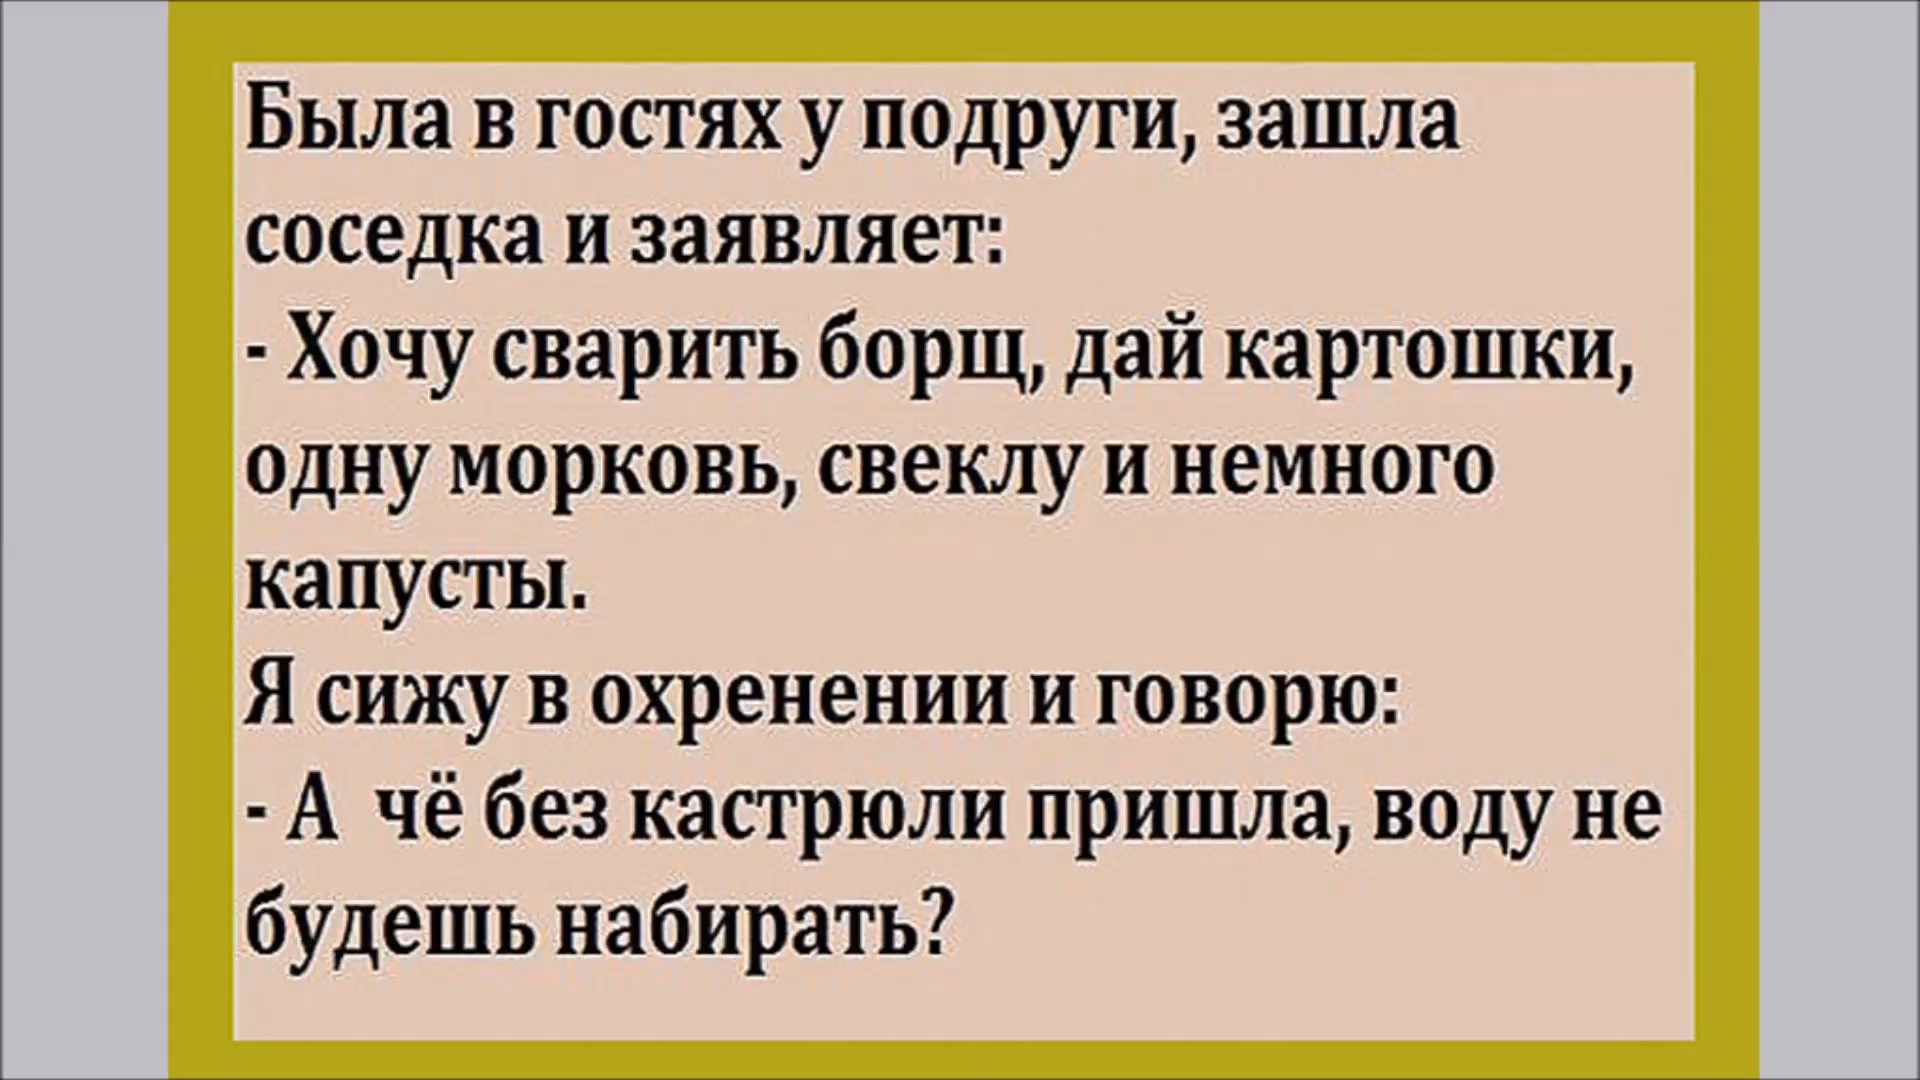 Была в гостях у подруги, зашла
соседка и заявляет:
- Хочу сварить борщ, дай картошки,
одну морковь, свеклу и немного
капусты.
Я сижу в охренении и говорю:
- А  чё без кастрюли пришла, воду не
будешь набирать?